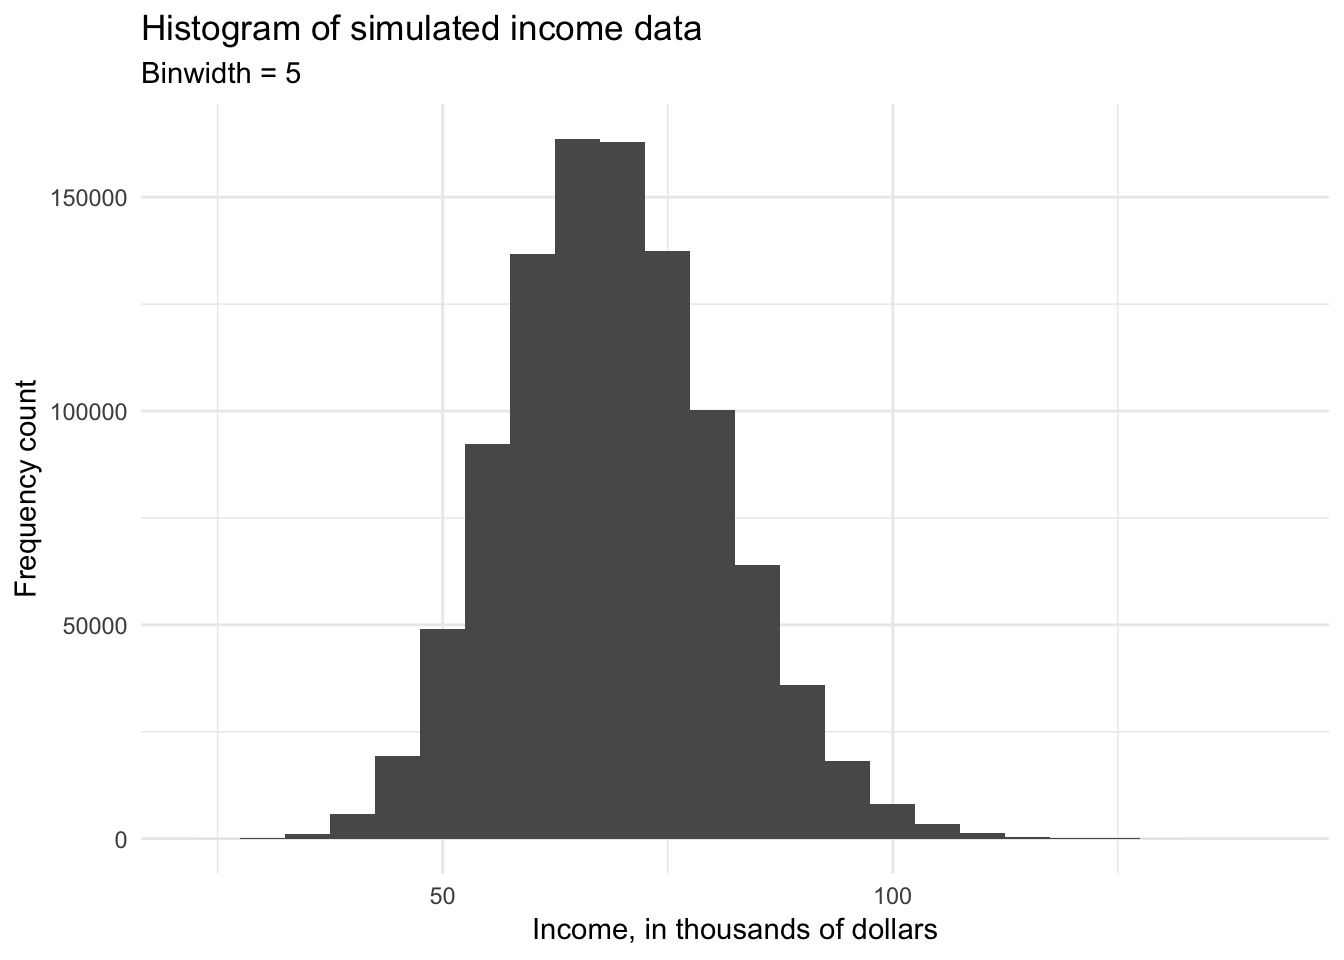 Histogram of simulated income data
Binwidth = 5
150000
100000
50000
0
Frequency count
50
100
Income, in thousands of dollars